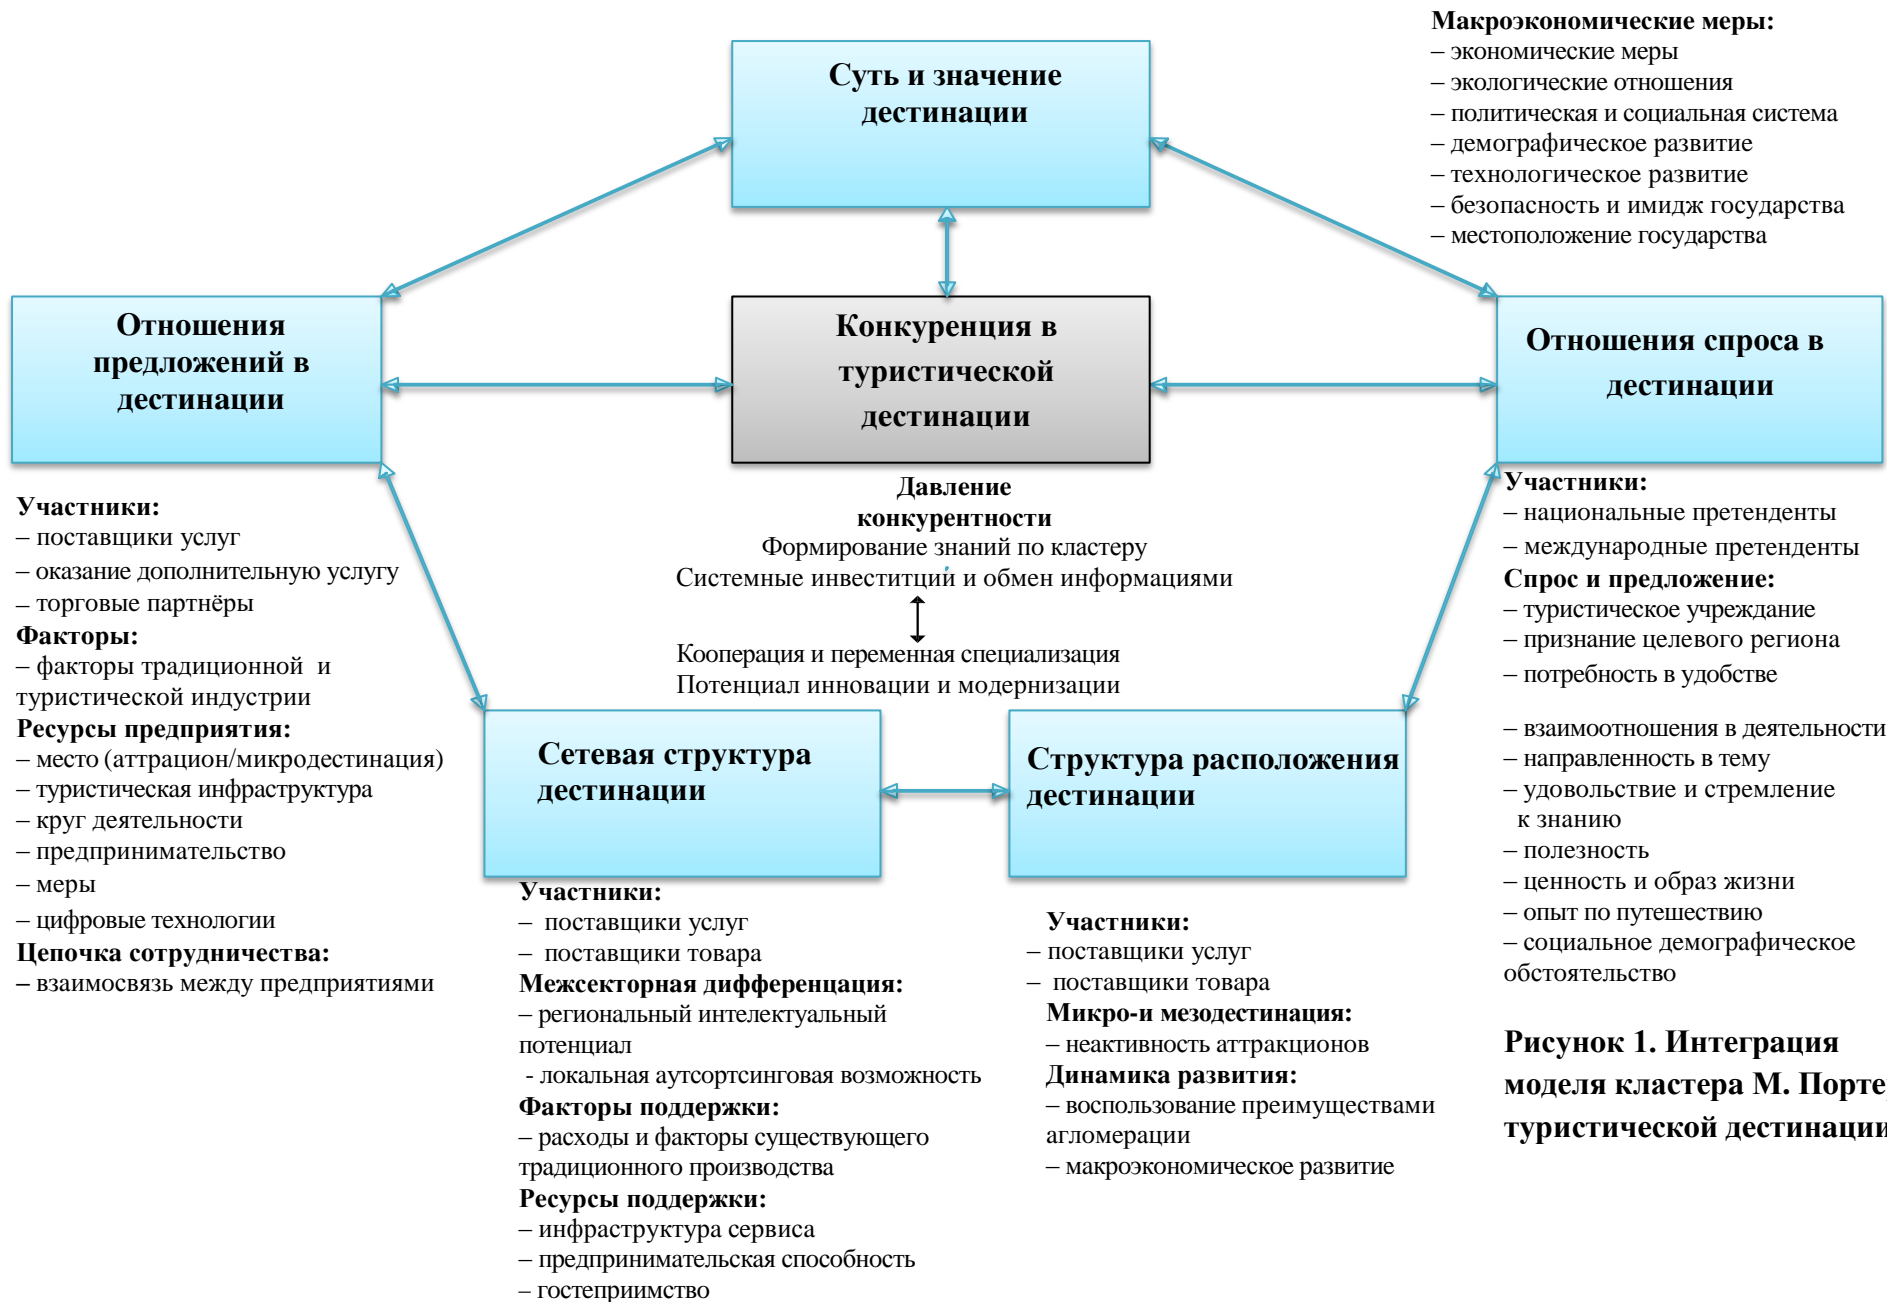 Макроэкономические меры:
– экономические меры
– экологические отношения
– политическая и социальная система
– демографическое развитие
– технологическое развитие
– безопасность и имидж государства
– местоположение государства
Суть и значение
дестинации
Отношения
предложений в
дестинации
Конкуренция в
туристической
дестинации
Отношения спроса в
дестинации
Участники:
– поставщики услуг
– оказание дополнительную услугу
– торговые партнёры
Факторы:
– факторы традиционной и
туристической индустрии
Ресурсы предприятия:
– место (аттрацион/микродестинация)
– туристическая инфраструктура
– круг деятельности
– предпринимательство
– меры
– цифровые технологии
Цепочка сотрудничества:
– взаимосвязь между предприятиями
Давление
конкурентности
Формирование знаний по кластеру
Системные инвеститций и обмен информациями
Кооперация и переменная специализация
Потенциал инновации и модернизации
Участники:
– национальные претенденты
– международные претенденты
Спрос и предложение:
– туристическое учреждание
– признание целевого региона
– потребность в удобстве
– взаимоотношения в деятельности
– направленность в тему
– удовольствие и стремление
к знанию
– полезность
– ценность и образ жизни
– опыт по путешествию
– социальное демографическое
обстоятельство
Сетевая структура
дестинации
Структура расположения
дестинации
Участники:
– поставщики услуг
– поставщики товара
Межсекторная дифференцация:
– региональный интелектуальный
потенциал
- локальная аутсортсинговая возможность
Факторы поддержки:
– расходы и факторы существующего
традиционного производства
Ресурсы поддержки:
– инфраструктура сервиса
– предпринимательская способность
– гостеприимство
Участники:
– поставщики услуг
– поставщики товара
Микро-и мезодестинация:
– неактивность аттракционов
Динамика развития:
– воспользование преимуществами
агломерации
– макроэкономическое развитие
Рисунок 1. Интеграция
моделя кластера М. Порте
туристической дестинации